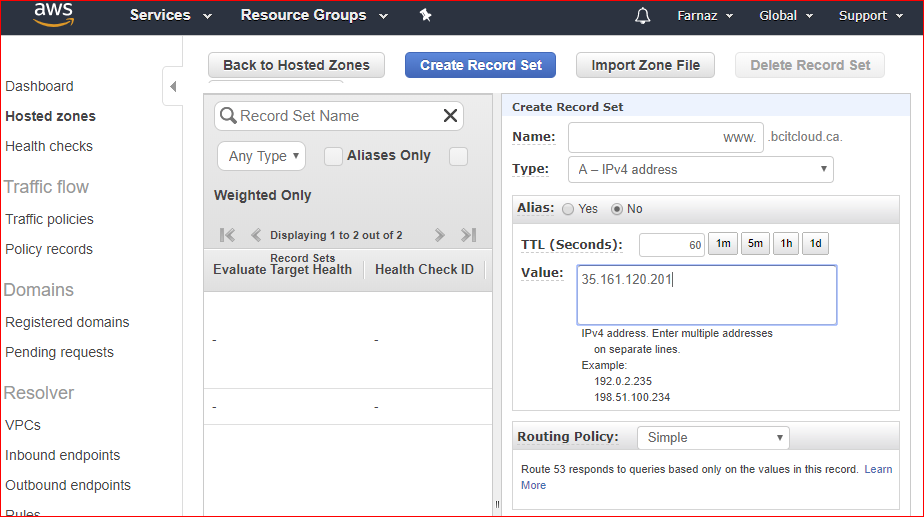 aws Services Resource Groups Farnaz Global Support
Dashboard
Hosted zones
Health checks
Traffic flow
Traffic policies
Policy records
Domains
Registered domains
Pending requests
Resolver
VPCs
Inbound endpoints
Outbound endpoints
Rules
Back to Hosted Zones Create Record Set Import Zone File Delete Record Set
Record Set Name
Any Type Aliases Only
Weighted Only
Displaying 1 to 2 out of 2
Record Sets
Evaluate Target Health Health Check ID
- -
- -
Create Record Set
Name: www. .bcitcloud.ca.
Type: A – IPv4 address
Alias: Yes No
TTL (Seconds): 60 1m 5m 1h 1d
Value: 35.161.120.201
IPv4 address. Enter multiple addresses
on separate lines.
Example:
192.0.2.235
198.51.100.234
Routing Policy: Simple
Route 53 responds to queries based only on the values in this record. Learn
More